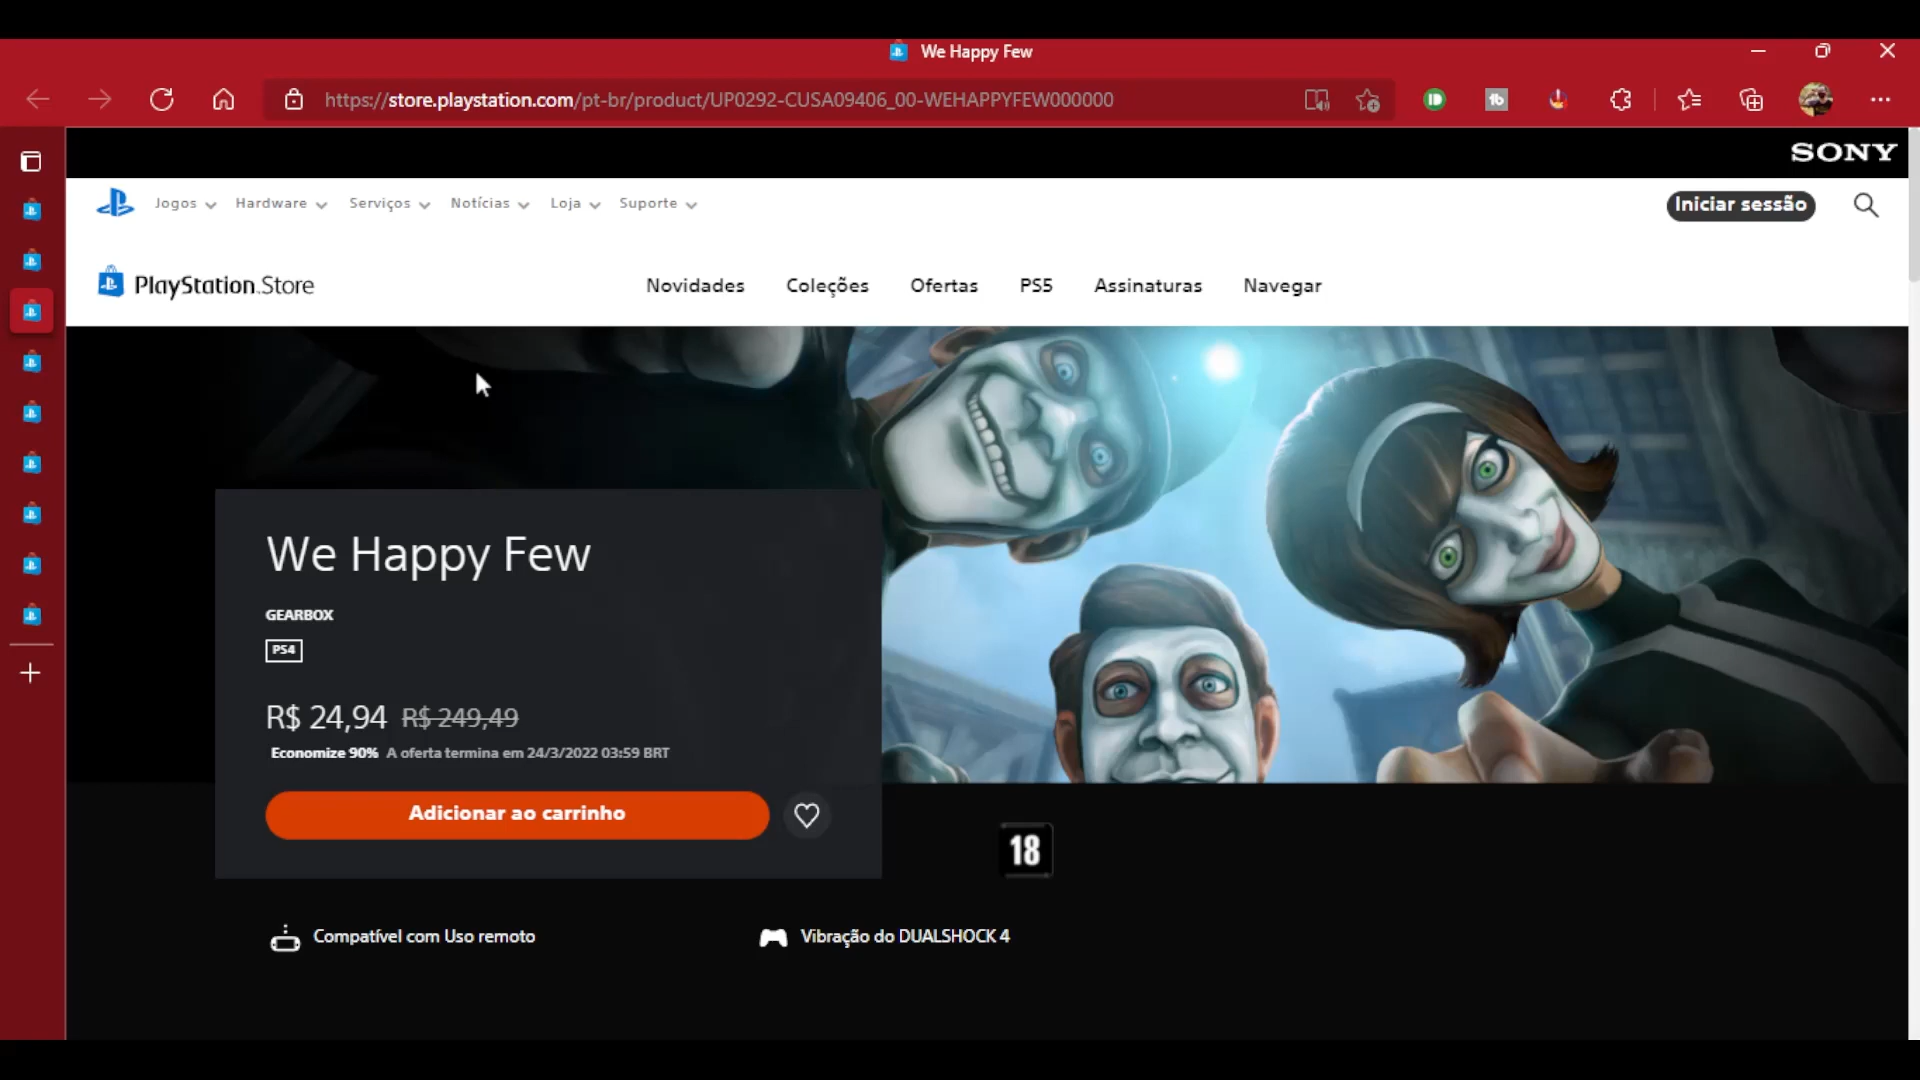 We Happy Few
https://store.playstation.com/pt-br/product/UP0292-CUSA09406_00-WEHAPPYFEW000000
SONY
Jogos Hardware Serviços Notícias Loja Suporte
Iniciar sessão
PlayStation.Store
Novidades Coleções Ofertas PS5 Assinaturas Navegar
We Happy Few
GEARBOX
PS4
R$ 24,94 R$ 249,49
Economize 90% A oferta termina em 24/3/2022 03:59 BRT
Adicionar ao carrinho
18
Compatível com Uso remoto
Vibração do DUALSHOCK 4